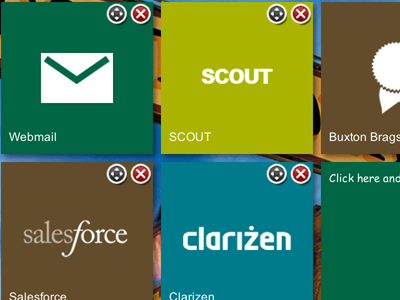 SCOUT
Webmail
SCOUT
Buxton Brags
Click here and
salesforce
clarizen
Salesforce
Clarizen